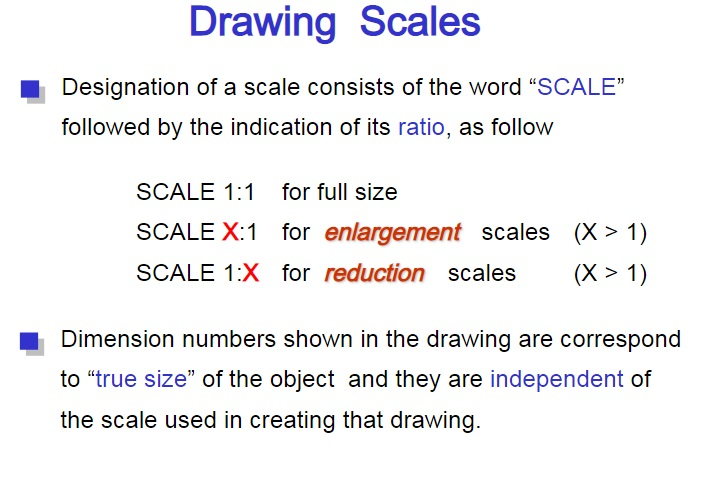 Drawing Scales
Designation of a scale consists of the word “SCALE”
followed by the indication of its ratio, as follow
SCALE 1:1 for full size
SCALE X:1 for enlargement scales (X > 1)
SCALE 1:X for reduction scales (X > 1)
Dimension numbers shown in the drawing are correspond
to “true size” of the object and they are independent of
the scale used in creating that drawing.